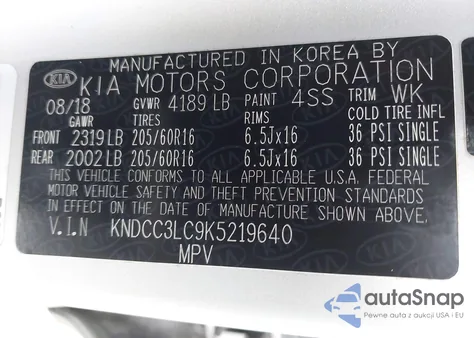 MANUFACTURED IN KOREA BY
KIA KIA MOTORS CORPORATION
08/18 GVWR 4189 LB PAINT 4SS TRIM WK
GAWR TIRES RIMS COLD TIRE INFL
FRONT 2319 LB 205/60R16 6.5Jx16 36 PSI SINGLE
REAR 2002 LB 205/60R16 6.5Jx16 36 PSI SINGLE
THIS VEHICLE CONFORMS TO ALL APPLICABLE U.S.A. FEDERAL
MOTOR VEHICLE SAFETY AND THEFT PREVENTION STANDARDS
IN EFFECT ON THE DATE OF MANUFACTURE SHOWN ABOVE.
V.I.N KNDCC3LC9K5219640
MPV
autoSnap
Pewne auta z aukcji USA i EU